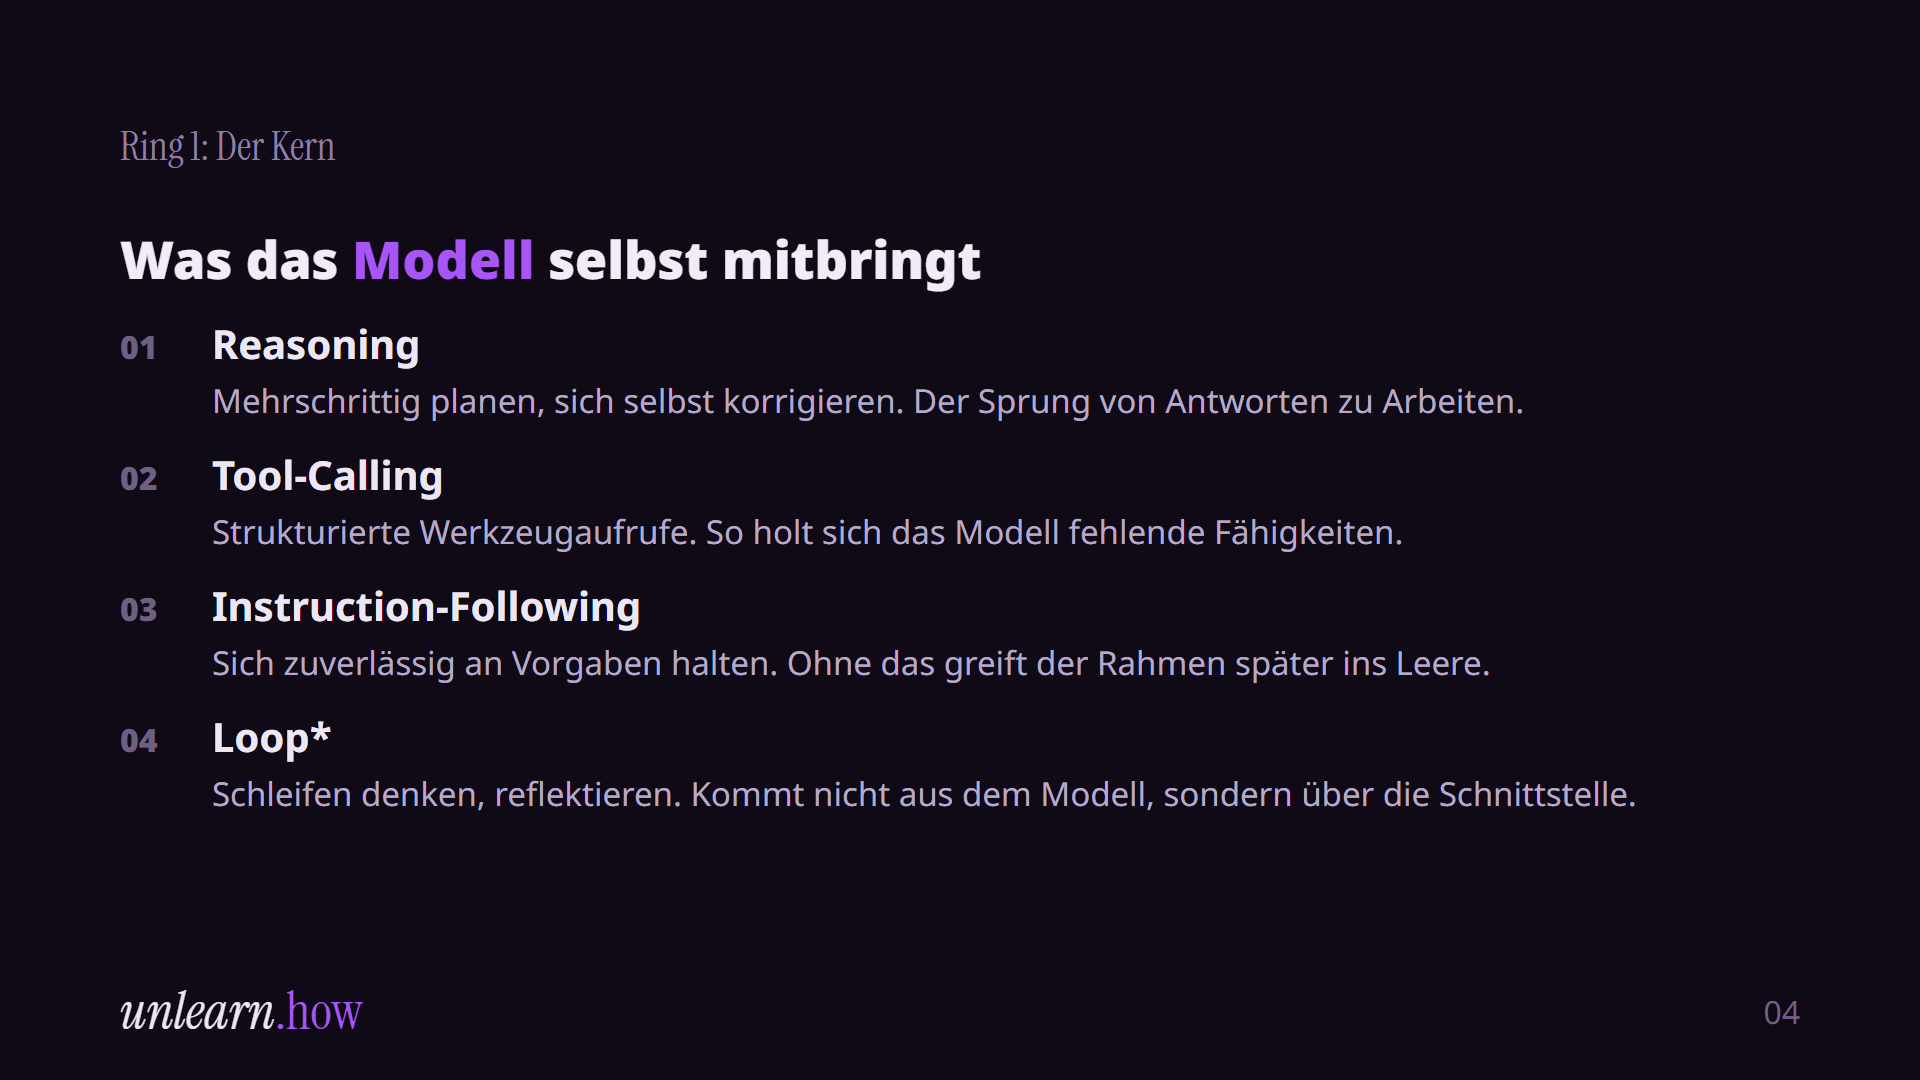 Ring 1: Der Kern
Was das Modell selbst mitbringt
01 Reasoning
Mehrschrittig planen, sich selbst korrigieren. Der Sprung von Antworten zu Arbeiten.
02 Tool-Calling
Strukturierte Werkzeugaufrufe. So holt sich das Modell fehlende Fähigkeiten.
03 Instruction-Following
Sich zuverlässig an Vorgaben halten. Ohne das greift der Rahmen später ins Leere.
04 Loop*
Schleifen denken, reflektieren. Kommt nicht aus dem Modell, sondern über die Schnittstelle.
unlearn.how
04